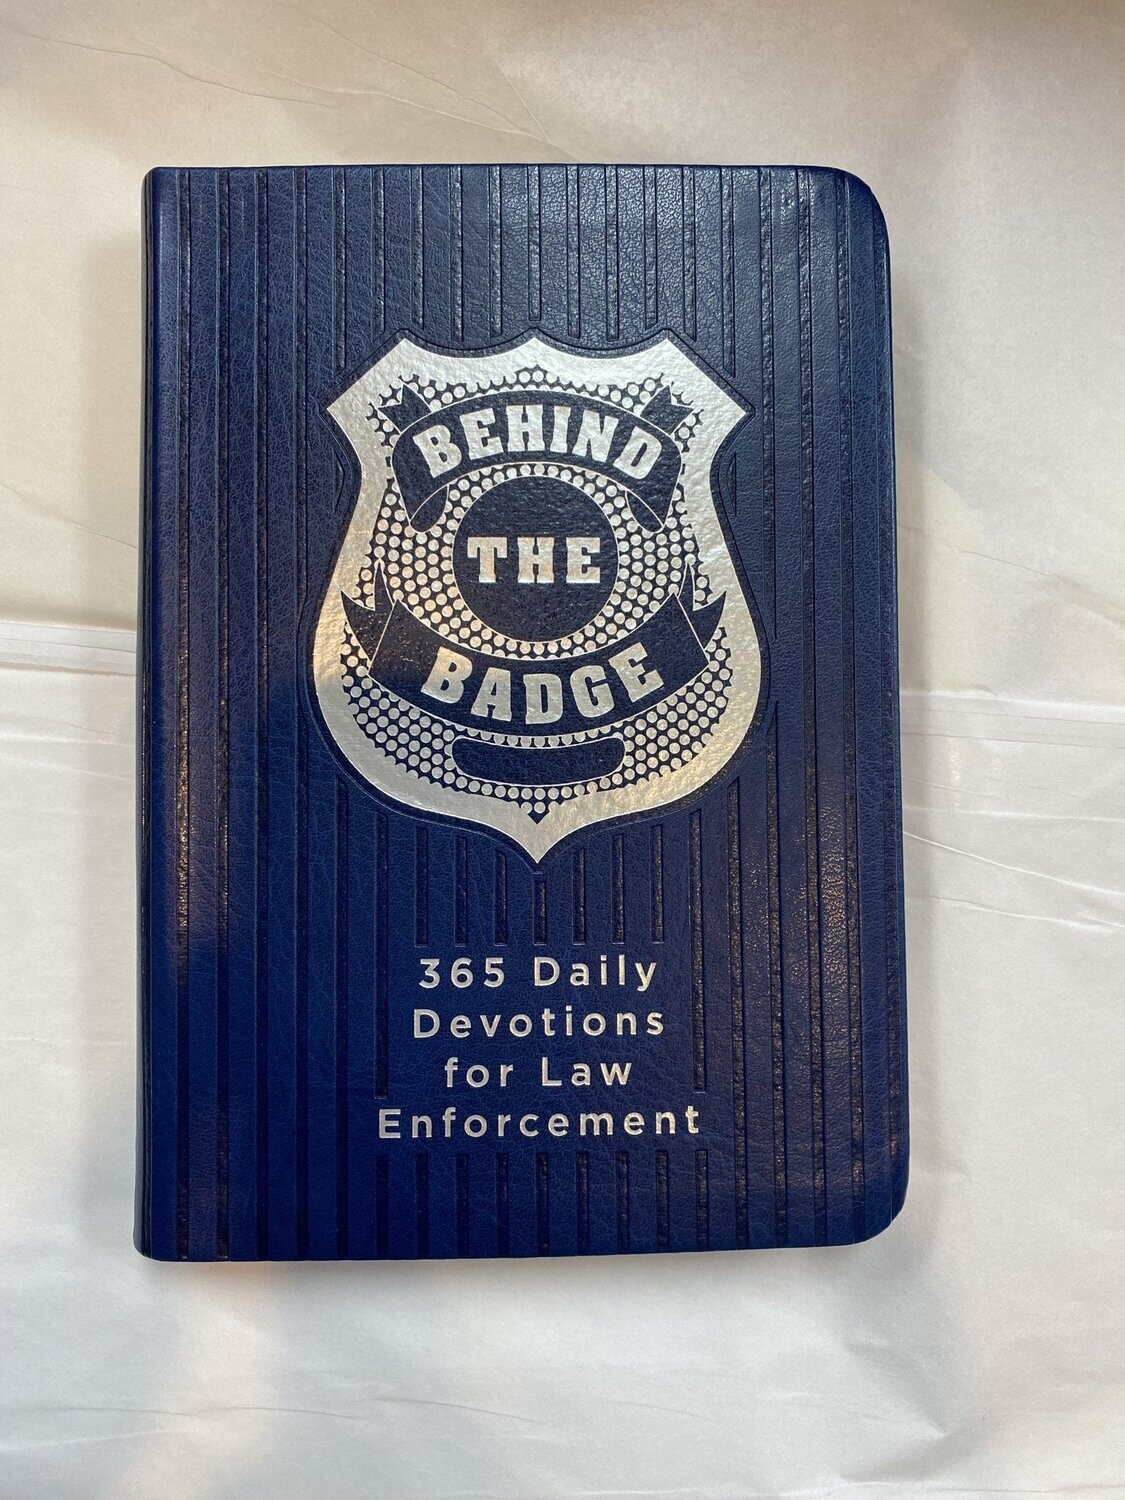 BEHIND
THE
BADGE
365 Daily
Devotions
for Law
Enforcement